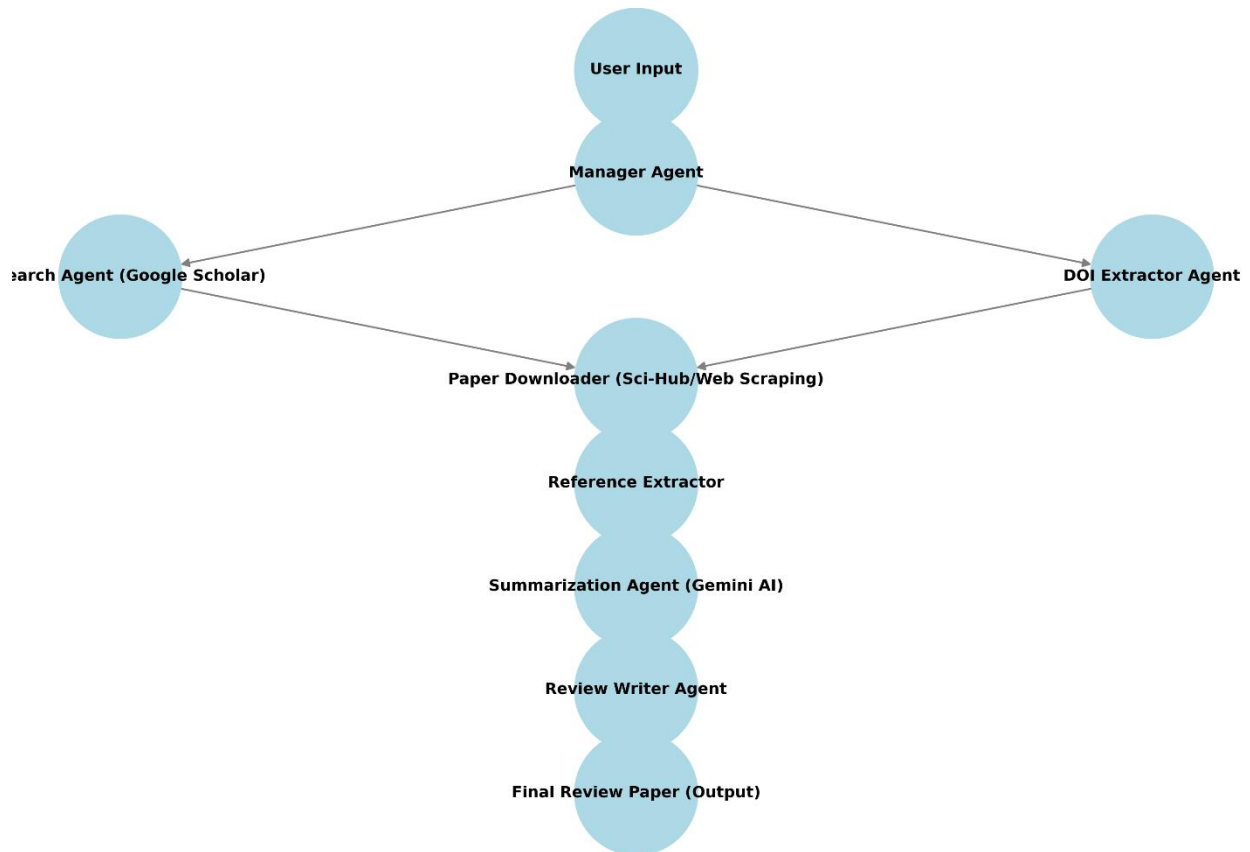 User Input
Manager Agent
earch Agent (Google Scholar)
DOI Extractor Agent
Paper Downloader (Sci-Hub/Web Scraping)
Reference Extractor
Summarization Agent (Gemini AI)
Review Writer Agent
Final Review Paper (Output)